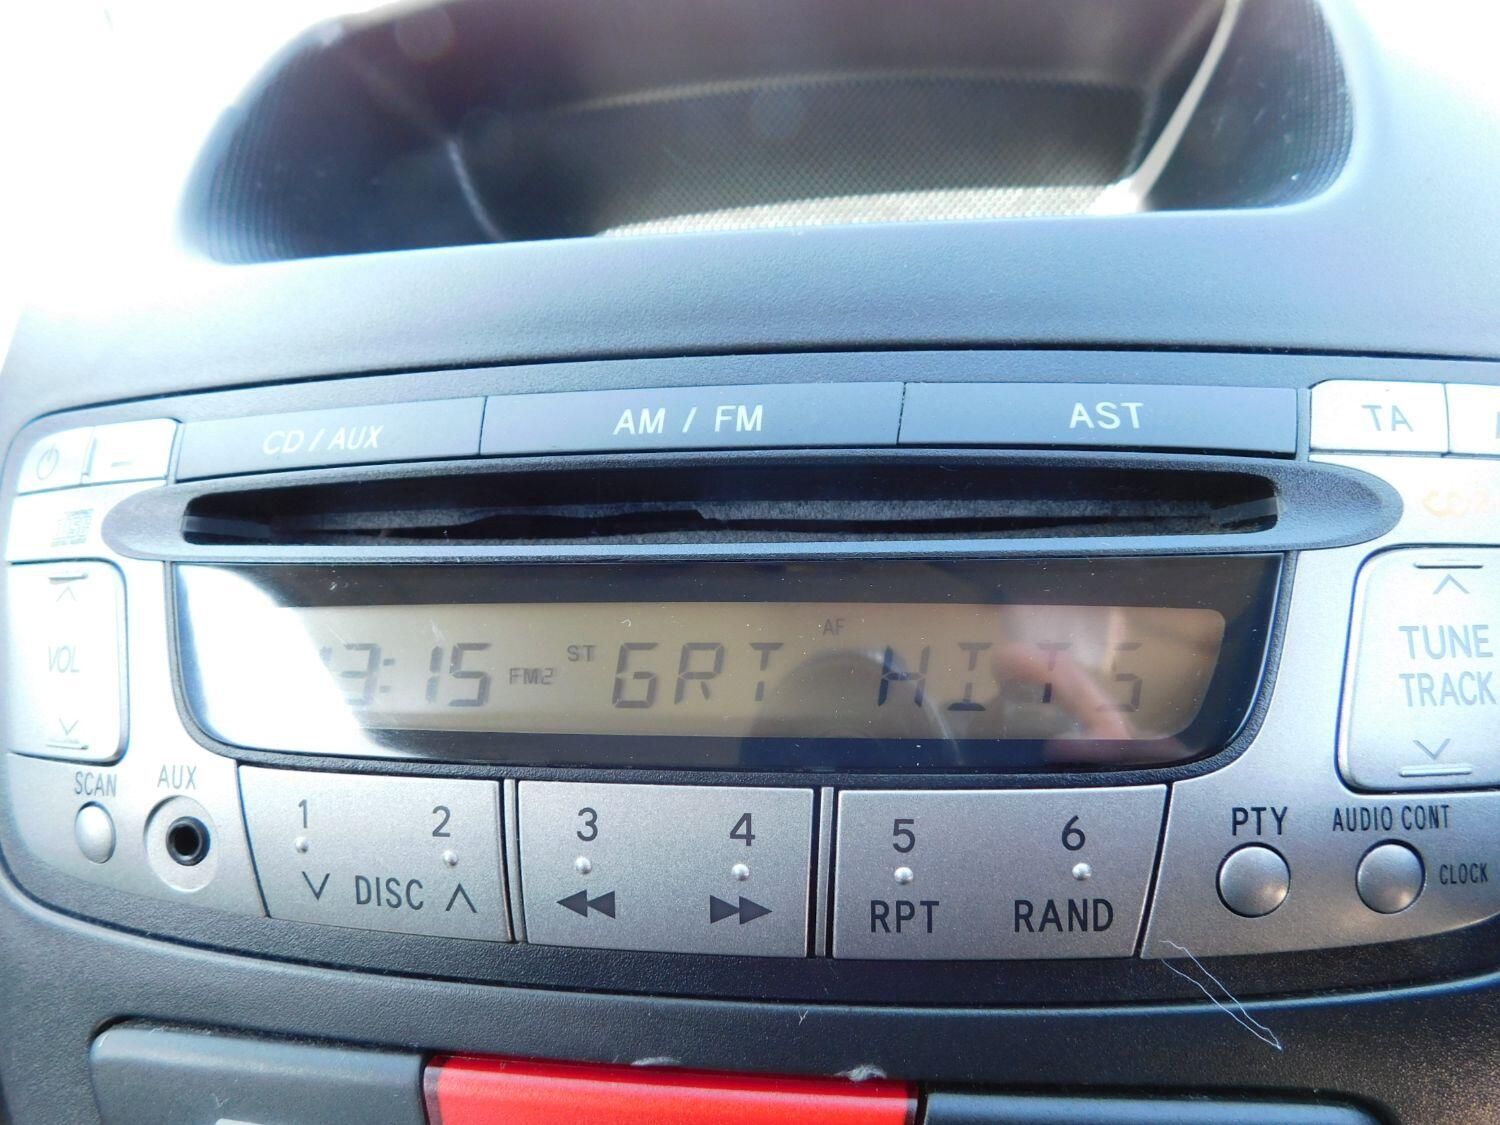 CD / AUX AM / FM AST TA
VOL
3:15 FM2 ST GRT AF HITS
TUNE
TRACK
SCAN AUX 1 2 3 4 5 6 PTY AUDIO CONT
DISC RPT RAND CLOCK